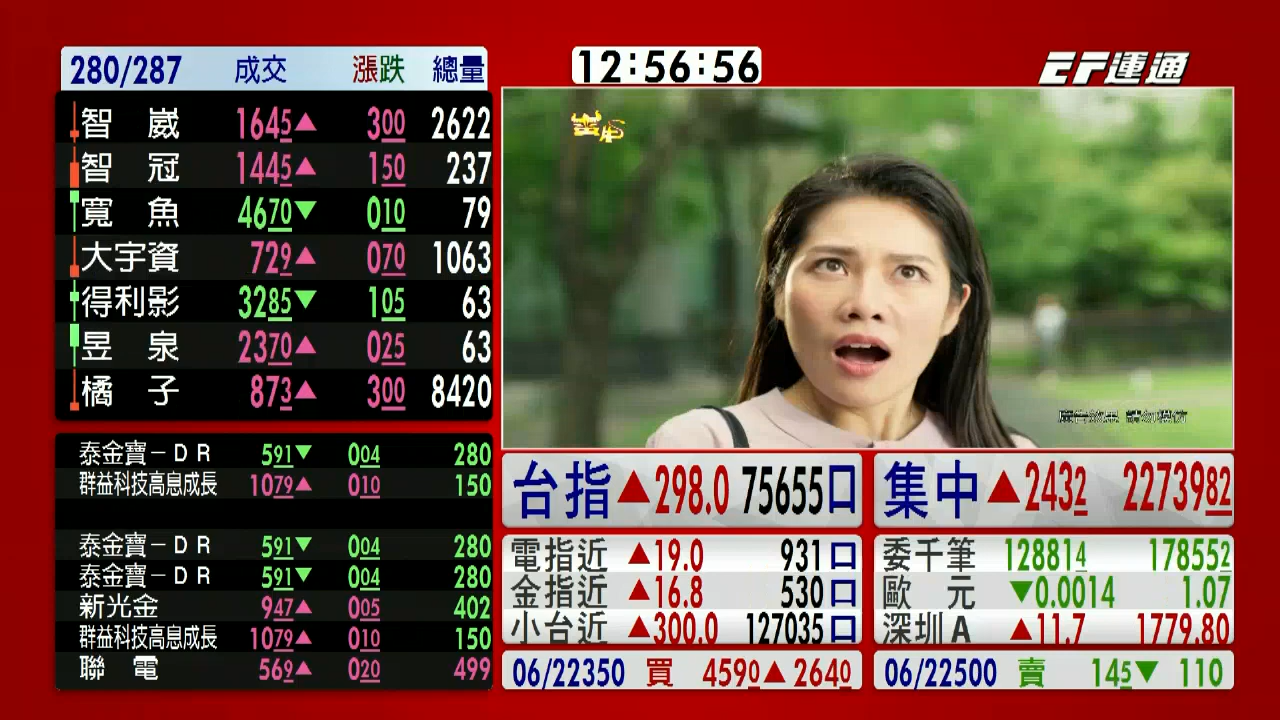 280/287 成交 漲跌 總量
智 崴 1645▲ 300 2622
智 冠 1445▲ 150 237
寬 魚 4670▼ 010 79
大宇資 729▲ 070 1063
得利影 3285▼ 105 63
昱 泉 2370▲ 025 63
橘 子 873▲ 300 8420
泰金寶－DR 591▼ 004 280
群益科技高息成長 1079▲ 010 150
泰金寶－DR 591▼ 004 280
泰金寶－DR 591▼ 004 280
新光金 947▲ 005 402
群益科技高息成長 1079▲ 010 150
聯 電 569▲ 020 499
12:56:56
EF運通
廣告效果 請勿模仿
台指▲298.0 75655口
電指近 ▲19.0 931口
金指近 ▲16.8 530口
小台近 ▲300.0 127035口
06/22350 買 4590▲2640
集中▲2432 2273982
委千筆 128814 178552
歐 元 ▼0.0014 1.07
深圳A ▲11.7 1779.80
06/22500 賣 145▼ 110